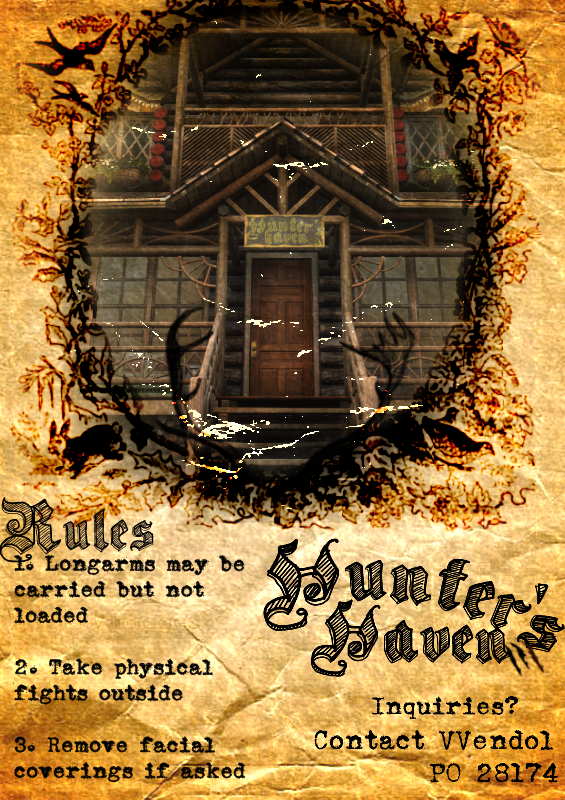 Hunter's
Haven
Rules
1. Longarms may be
carried but not
loaded
2. Take physical
fights outside
3. Remove facial
coverings if asked
Hunter's
Haven
Inquiries?
Contact VVendol
PO 28174